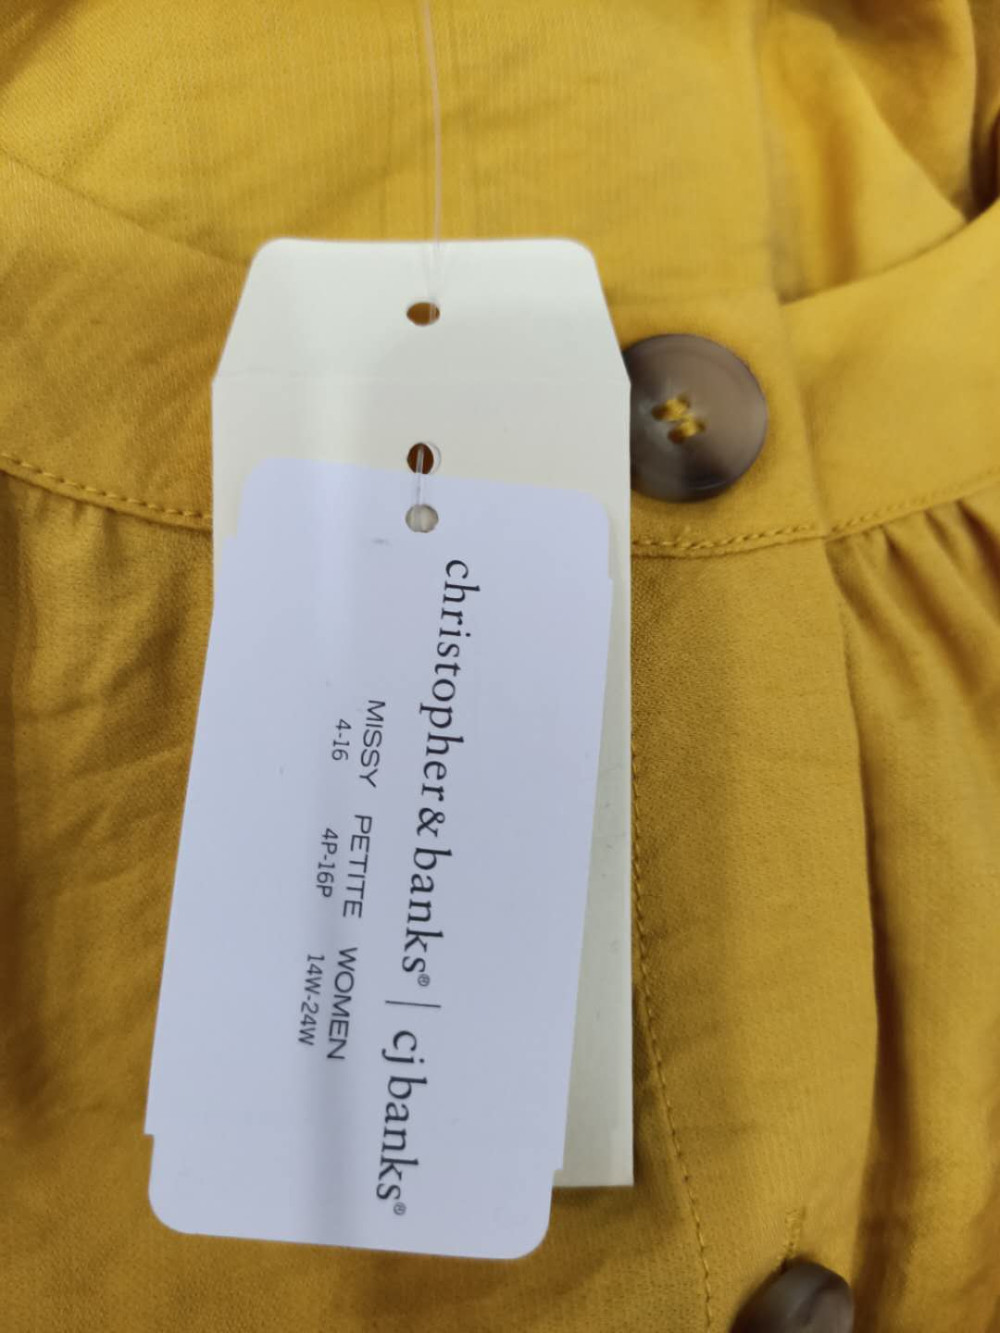 christopher&banks® | cj banks®
MISSY PETITE WOMEN
4-16 4P-16P 14W-24W